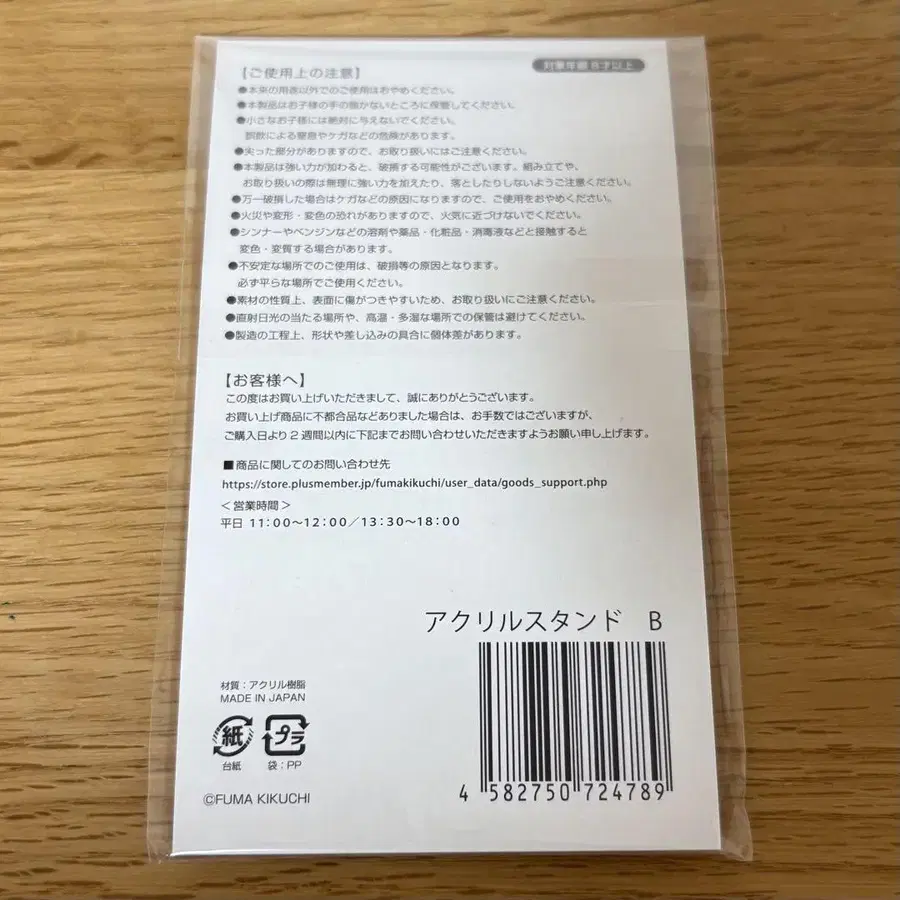 【ご使用上の注意】
対象年齢 8才以上
●本来の用途以外でのご使用はおやめください。
●本製品はお子様の手の届かないところに保管してください。
●小さなお子様には絶対に与えないでください。
誤飲による窒息やケガなどの危険があります。
●尖った部分がありますので、お取り扱いにはご注意ください。
●本製品は強い力が加わると、破損する可能性がございます。組み立てや、
お取り扱いの際は無理に強い力を加えたり、落としたりしないようご注意ください。
●万一破損した場合はケガなどの原因になりますので、ご使用をおやめください。
●火災や変形・変色の恐れがありますので、火気に近づけないでください。
●シンナーやベンジンなどの溶剤や薬品・化粧品・消毒液などと接触すると
変色・変質する場合があります。
●不安定な場所でのご使用は、破損等の原因となります。
必ず平らな場所でご使用ください。
●素材の性質上、表面に傷がつきやすいため、お取り扱いにご注意ください。
●直射日光の当たる場所や、高温・多湿な場所での保管は避けてください。
●製造の工程上、形状や差し込みの具合に個体差があります。
【お客様へ】
この度はお買い上げいただきまして、誠にありがとうございます。
お買い上げ商品に不都合品などありました場合は、お手数ではございますが、
ご購入日より2週間以内に下記までお問い合わせいただきますようお願い申し上げます。
■商品に関してのお問い合わせ先
https://store.plusmember.jp/fumakikuchi/user_data/goods_support.php
＜営業時間＞
平日 11:00～12:00／13:30～18:00
アクリルスタンド B
材質：アクリル樹脂
MADE IN JAPAN
紙 プラ
台紙 袋：PP
4 582750 724789
©FUMA KIKUCHI